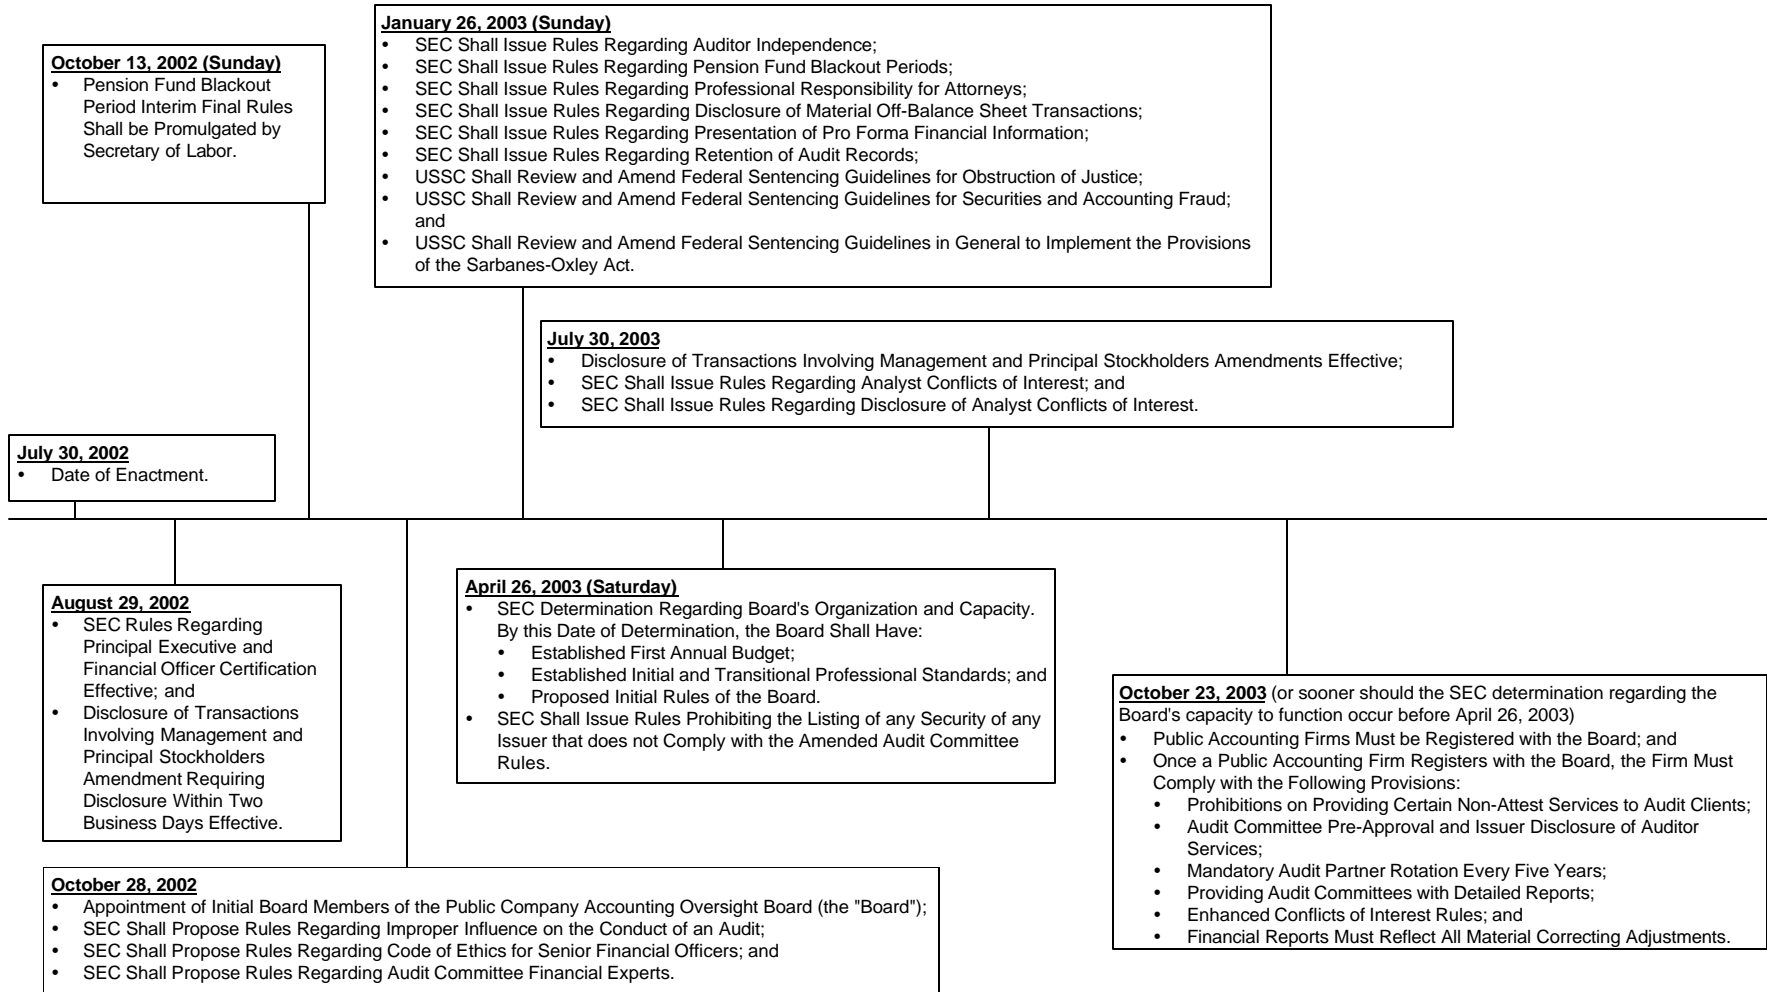 January 26, 2003 (Sunday)
• SEC Shall Issue Rules Regarding Auditor Independence;
• SEC Shall Issue Rules Regarding Pension Fund Blackout Periods;
• SEC Shall Issue Rules Regarding Professional Responsibility for Attorneys;
• SEC Shall Issue Rules Regarding Disclosure of Material Off-Balance Sheet Transactions;
• SEC Shall Issue Rules Regarding Presentation of Pro Forma Financial Information;
• SEC Shall Issue Rules Regarding Retention of Audit Records;
• USSC Shall Review and Amend Federal Sentencing Guidelines for Obstruction of Justice;
• USSC Shall Review and Amend Federal Sentencing Guidelines for Securities and Accounting Fraud;
and
• USSC Shall Review and Amend Federal Sentencing Guidelines in General to Implement the Provisions
of the Sarbanes-Oxley Act.
October 13, 2002 (Sunday)
• Pension Fund Blackout
Period Interim Final Rules
Shall be Promulgated by
Secretary of Labor.
July 30, 2003
• Disclosure of Transactions Involving Management and Principal Stockholders Amendments Effective;
• SEC Shall Issue Rules Regarding Analyst Conflicts of Interest; and
• SEC Shall Issue Rules Regarding Disclosure of Analyst Conflicts of Interest.
July 30, 2002
• Date of Enactment.
August 29, 2002
• SEC Rules Regarding
Principal Executive and
Financial Officer Certification
Effective; and
• Disclosure of Transactions
Involving Management and
Principal Stockholders
Amendment Requiring
Disclosure Within Two
Business Days Effective.
April 26, 2003 (Saturday)
• SEC Determination Regarding Board's Organization and Capacity.
By this Date of Determination, the Board Shall Have:
• Established First Annual Budget;
• Established Initial and Transitional Professional Standards; and
• Proposed Initial Rules of the Board.
• SEC Shall Issue Rules Prohibiting the Listing of any Security of any
Issuer that does not Comply with the Amended Audit Committee
Rules.
October 23, 2003 (or sooner should the SEC determination regarding the
Board's capacity to function occur before April 26, 2003)
• Public Accounting Firms Must be Registered with the Board; and
• Once a Public Accounting Firm Registers with the Board, the Firm Must
Comply with the Following Provisions:
• Prohibitions on Providing Certain Non-Attest Services to Audit Clients;
• Audit Committee Pre-Approval and Issuer Disclosure of Auditor
Services;
• Mandatory Audit Partner Rotation Every Five Years;
• Providing Audit Committees with Detailed Reports;
• Enhanced Conflicts of Interest Rules; and
• Financial Reports Must Reflect All Material Correcting Adjustments.
October 28, 2002
• Appointment of Initial Board Members of the Public Company Accounting Oversight Board (the "Board");
• SEC Shall Propose Rules Regarding Improper Influence on the Conduct of an Audit;
• SEC Shall Propose Rules Regarding Code of Ethics for Senior Financial Officers; and
• SEC Shall Propose Rules Regarding Audit Committee Financial Experts.